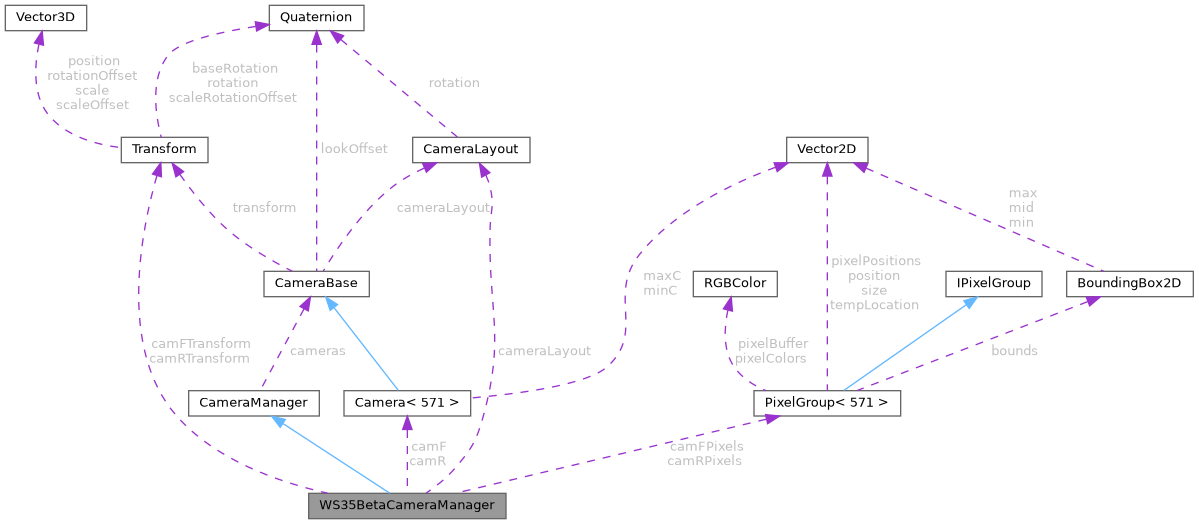 Vector3D
Quaternion
position
rotationOffset
scale
scaleOffset
baseRotation
rotation
scaleRotationOffset
rotation
Transform
lookOffset
CameraLayout
Vector2D
transform
cameraLayout
max
mid
min
CameraBase
maxC
minC
RGBColor
pixelPositions
position
size
tempLocation
IPixelGroup
BoundingBox2D
camFTransform
camRTransform
cameras
cameraLayout
pixelBuffer
pixelColors
bounds
CameraManager
Camera< 571 >
PixelGroup< 571 >
camF
camR
camFPixels
camRPixels
WS35BetaCameraManager